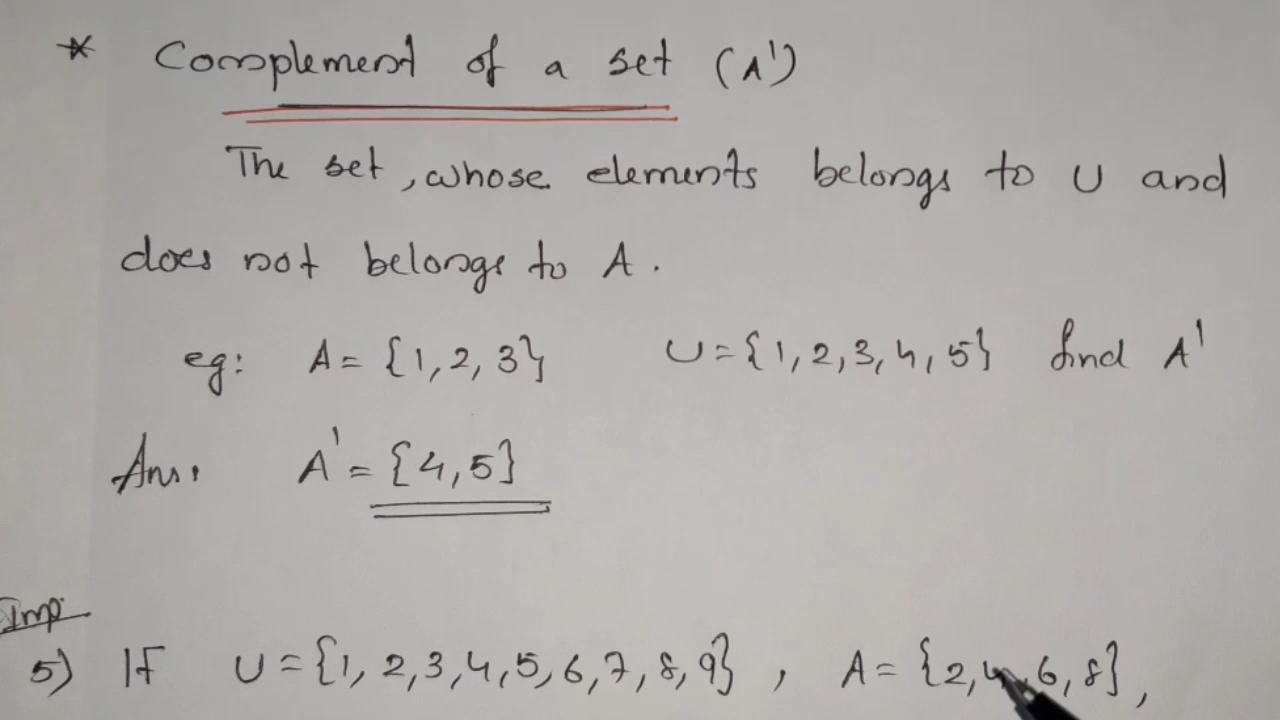 * Complement of a set (A')
The set, whose elements belongs to U and
does not belongs to A.
eg: A = {1, 2, 3} U = {1, 2, 3, 4, 5} find A'
Ans: A' = {4, 5}
Imp.
5) If U = {1, 2, 3, 4, 5, 6, 7, 8, 9}, A = {2, 4, 6, 8},